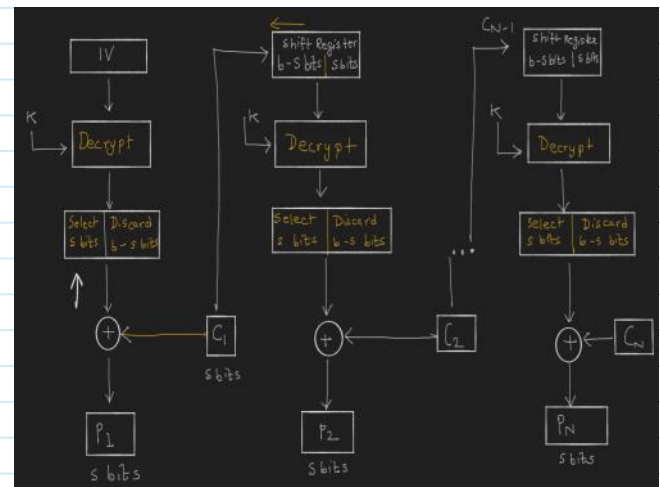 IV
K
Decrypt
Select | Discard
s bits | b-s bits
+
C1
s bits
P1
s bits
Shift Register
b-s bits | s bits
K
Decrypt
Select | Discard
s bits | b-s bits
+
C2
P2
s bits
...
CN-1
Shift Registe
b-s bits | s bits
K
Decrypt
Select | Discard
s bits | b-s bits
+
CN
PN
s bits